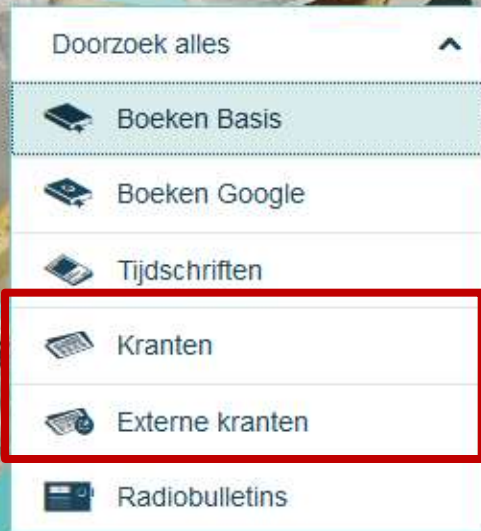 Doorzoek alles
Boeken Basis
Boeken Google
Tijdschriften
Kranten
Externe kranten
Radiobulletins